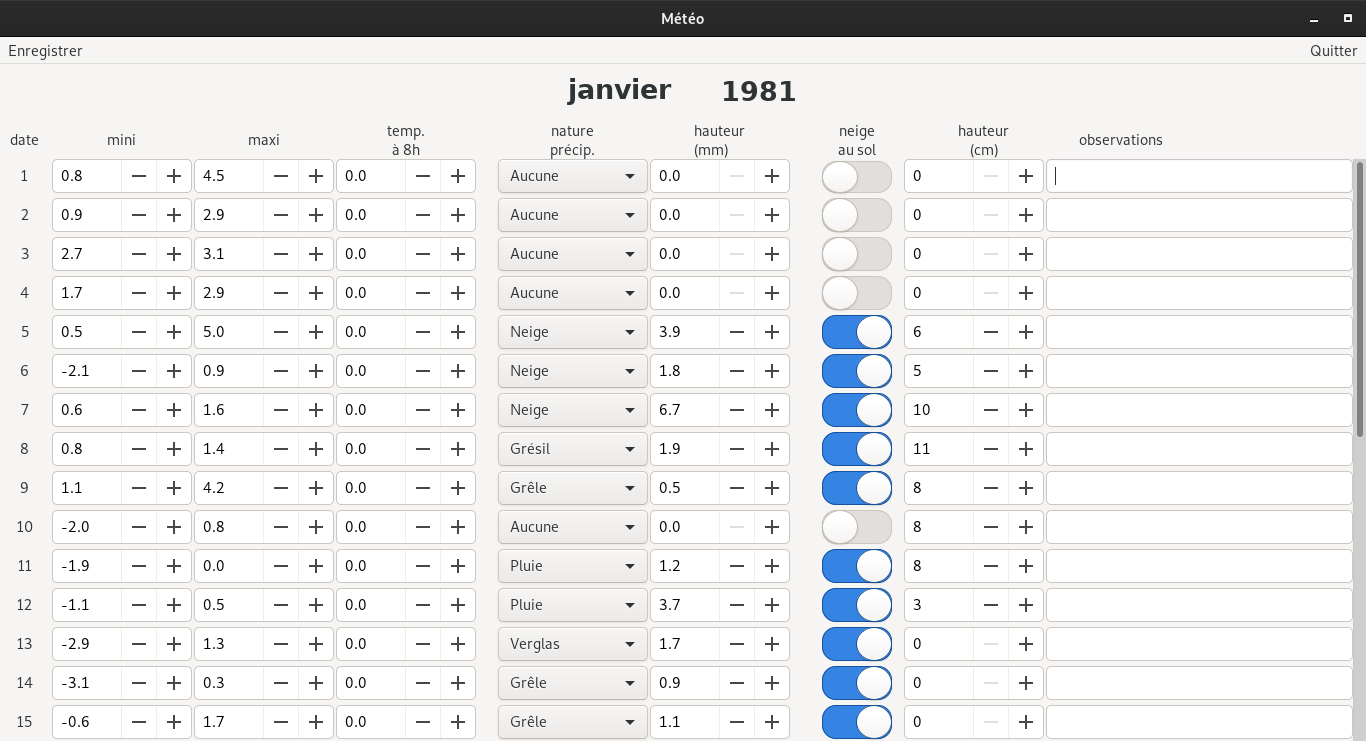 Météo
Enregistrer Quitter
janvier 1981
date mini maxi temp. à 8h nature précip. hauteur (mm) neige au sol hauteur (cm) observations
1 0.8 4.5 0.0 Aucune 0.0 0
2 0.9 2.9 0.0 Aucune 0.0 0
3 2.7 3.1 0.0 Aucune 0.0 0
4 1.7 2.9 0.0 Aucune 0.0 0
5 0.5 5.0 0.0 Neige 3.9 6
6 -2.1 0.9 0.0 Neige 1.8 5
7 0.6 1.6 0.0 Neige 6.7 10
8 0.8 1.4 0.0 Grésil 1.9 11
9 1.1 4.2 0.0 Grêle 0.5 8
10 -2.0 0.8 0.0 Aucune 0.0 8
11 -1.9 0.0 0.0 Pluie 1.2 8
12 -1.1 0.5 0.0 Pluie 3.7 3
13 -2.9 1.3 0.0 Verglas 1.7 0
14 -3.1 0.3 0.0 Grêle 0.9 0
15 -0.6 1.7 0.0 Grêle 1.1 0